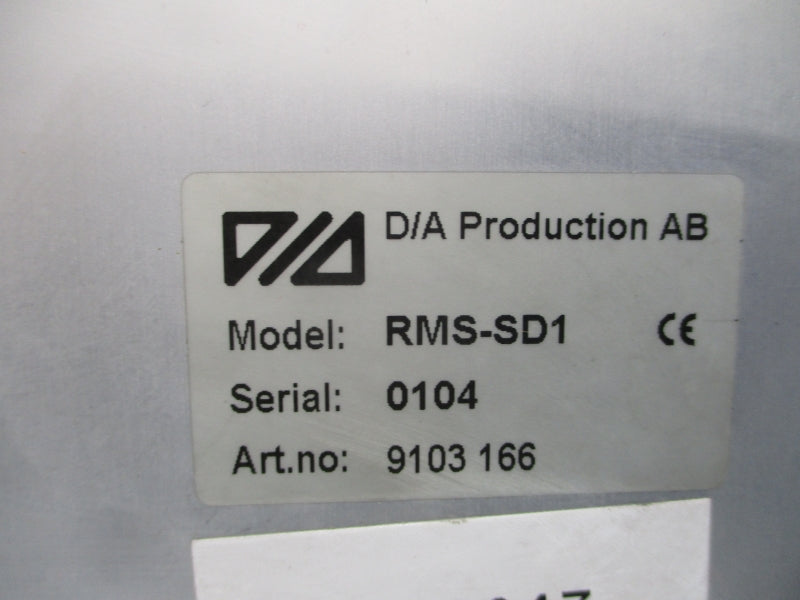 D/A D/A Production AB
Model: RMS-SD1 CE
Serial: 0104
Art.no: 9103 166